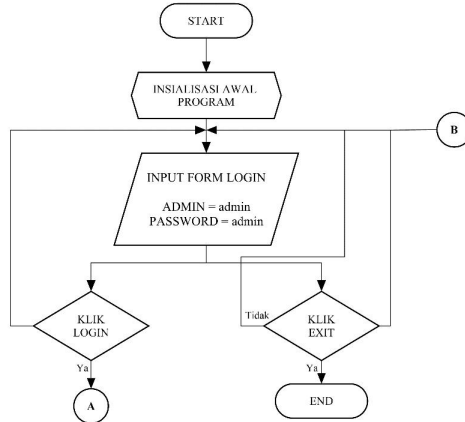 START
INSIALISASI AWAL
PROGRAM
B
INPUT FORM LOGIN
ADMIN = admin
PASSWORD = admin
KLIK
LOGIN
Tidak
KLIK
EXIT
Ya
Ya
A
END